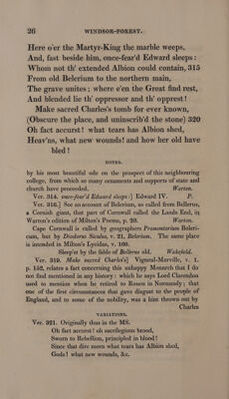 26 WINDSOR-FOREST.
Here o'er the Martyr-King the marble weeps,
And, fast beside him, once-fear'd Edward sleeps:
Whom not th' extended Albion could contain, 315
From old Belerium to the northern main,
The grave unites; where e'en the Great find rest,
And blended lie th' oppressor and th' opprest!
Make sacred Charles's tomb for ever known,
(Obscure the place, and uninscrib'd the stone) 320
Oh fact accurst! what tears has Albion shed,
Heav'ns, what new wounds! and how her old have
bled!
NOTES.
by his most beautiful ode on the prospect of this neighbouring
college, from which so many ornaments and supports of state and
church have proceeded. Warton.
Ver. 314. once-fear'd Edward sleeps:] Edward IV. P.
Ver. 316.] See an account of Belerium, so called from Bellerus,
a Cornish giant, that part of Cornwall called the Lands End, in
Warton's edition of Milton's Poems, p. 30. Warton.
Cape Cornwall is called by geographers Promontorium Beleri-
cum, but by Diodorus Siculus, v. 21. Belerium. The same place
is intended in Milton's Lycidas, v. 160.
Sleep'st by the fable of Bellerus old. Wakefield.
Ver. 319. Make sacred Charles's] Vigneul-Marville, v. 1.
p. 152, relates a fact concerning this unhappy Monarch that I do
not find mentioned in any history: which he says Lord Clarendon
used to mention when he retired to Rouen in Normandy; that
one of the first circumstances that gave disgust to the people of
England, and to some of the nobility, was a hint thrown out by
Charles
VARIATIONS.
Ver. 321. Originally thus in the MS.
Oh fact accurst! oh sacrilegious brood,
Sworn to Rebellion, principled in blood!
Since that dire morn what tears has Albion shed,
Gods! what new wounds, &c.